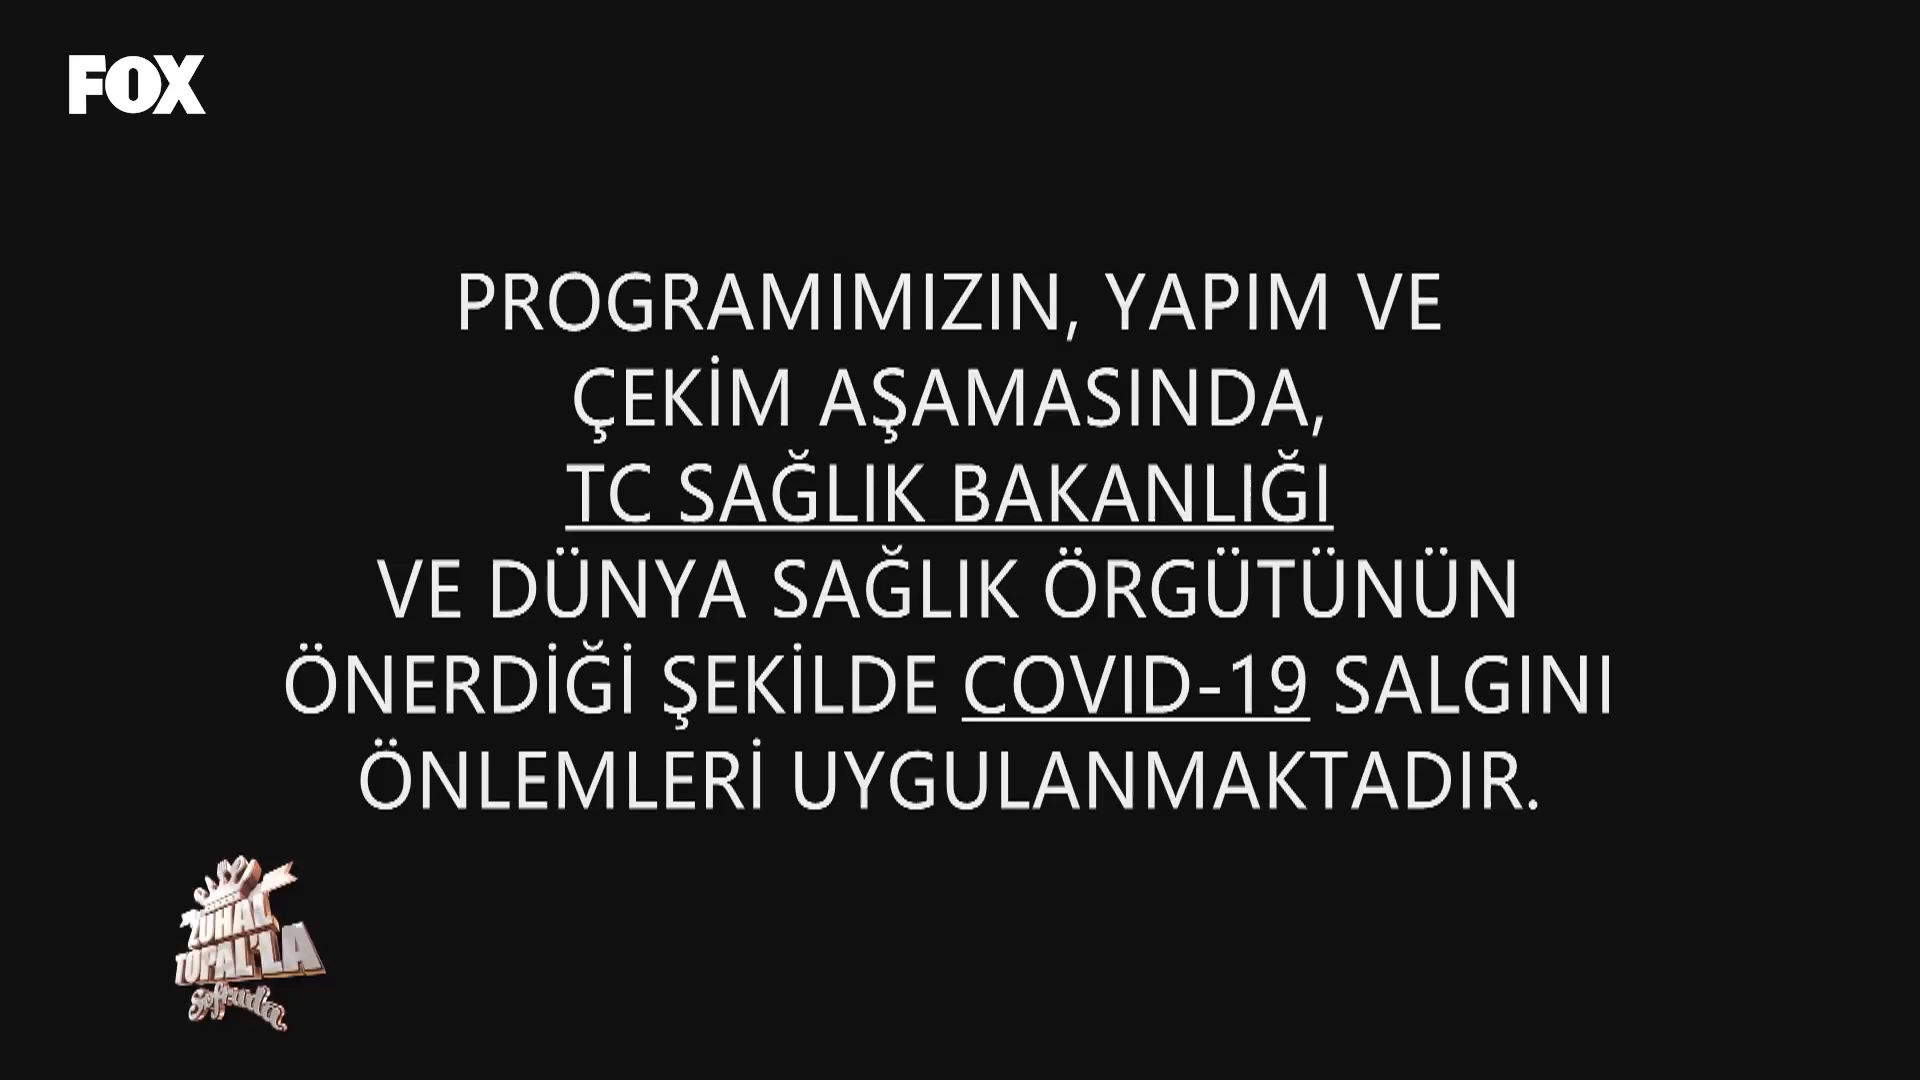 FOX
PROGRAMIMIZIN, YAPIM VE
ÇEKİM AŞAMASINDA,
TC SAĞLIK BAKANLIĞI
VE DÜNYA SAĞLIK ÖRGÜTÜNÜN
ÖNERDİĞİ ŞEKİLDE COVID-19 SALGINI
ÖNLEMLERİ UYGULANMAKTADIR.
ZUHAL
TOPAL'LA
Sofrada